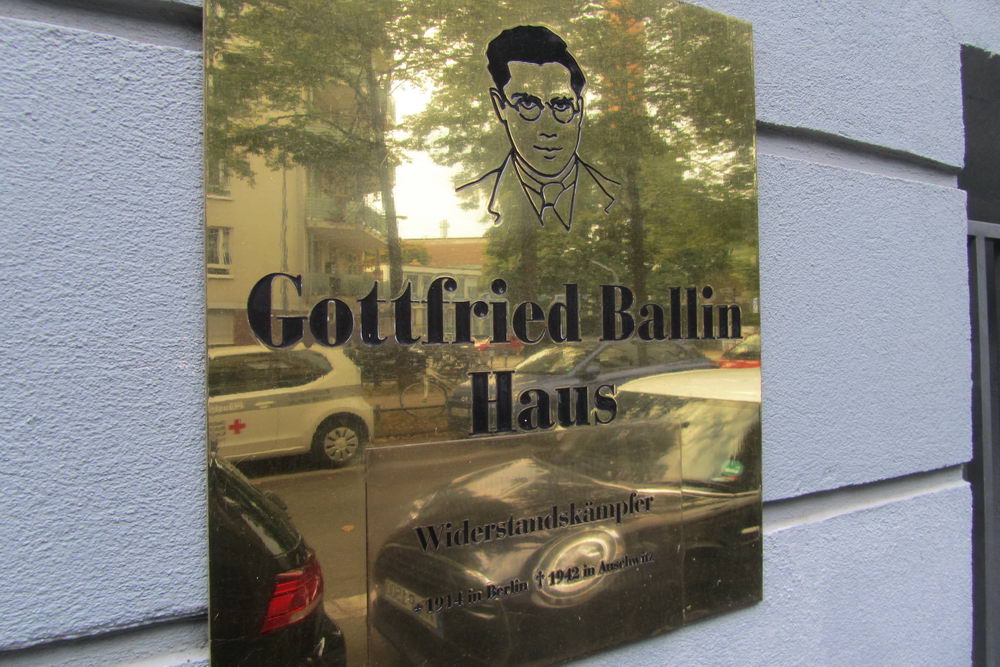 Gottfried Ballin
Haus
Widerstandskämpfer
* 1914 in Berlin † 1942 in Auschwitz